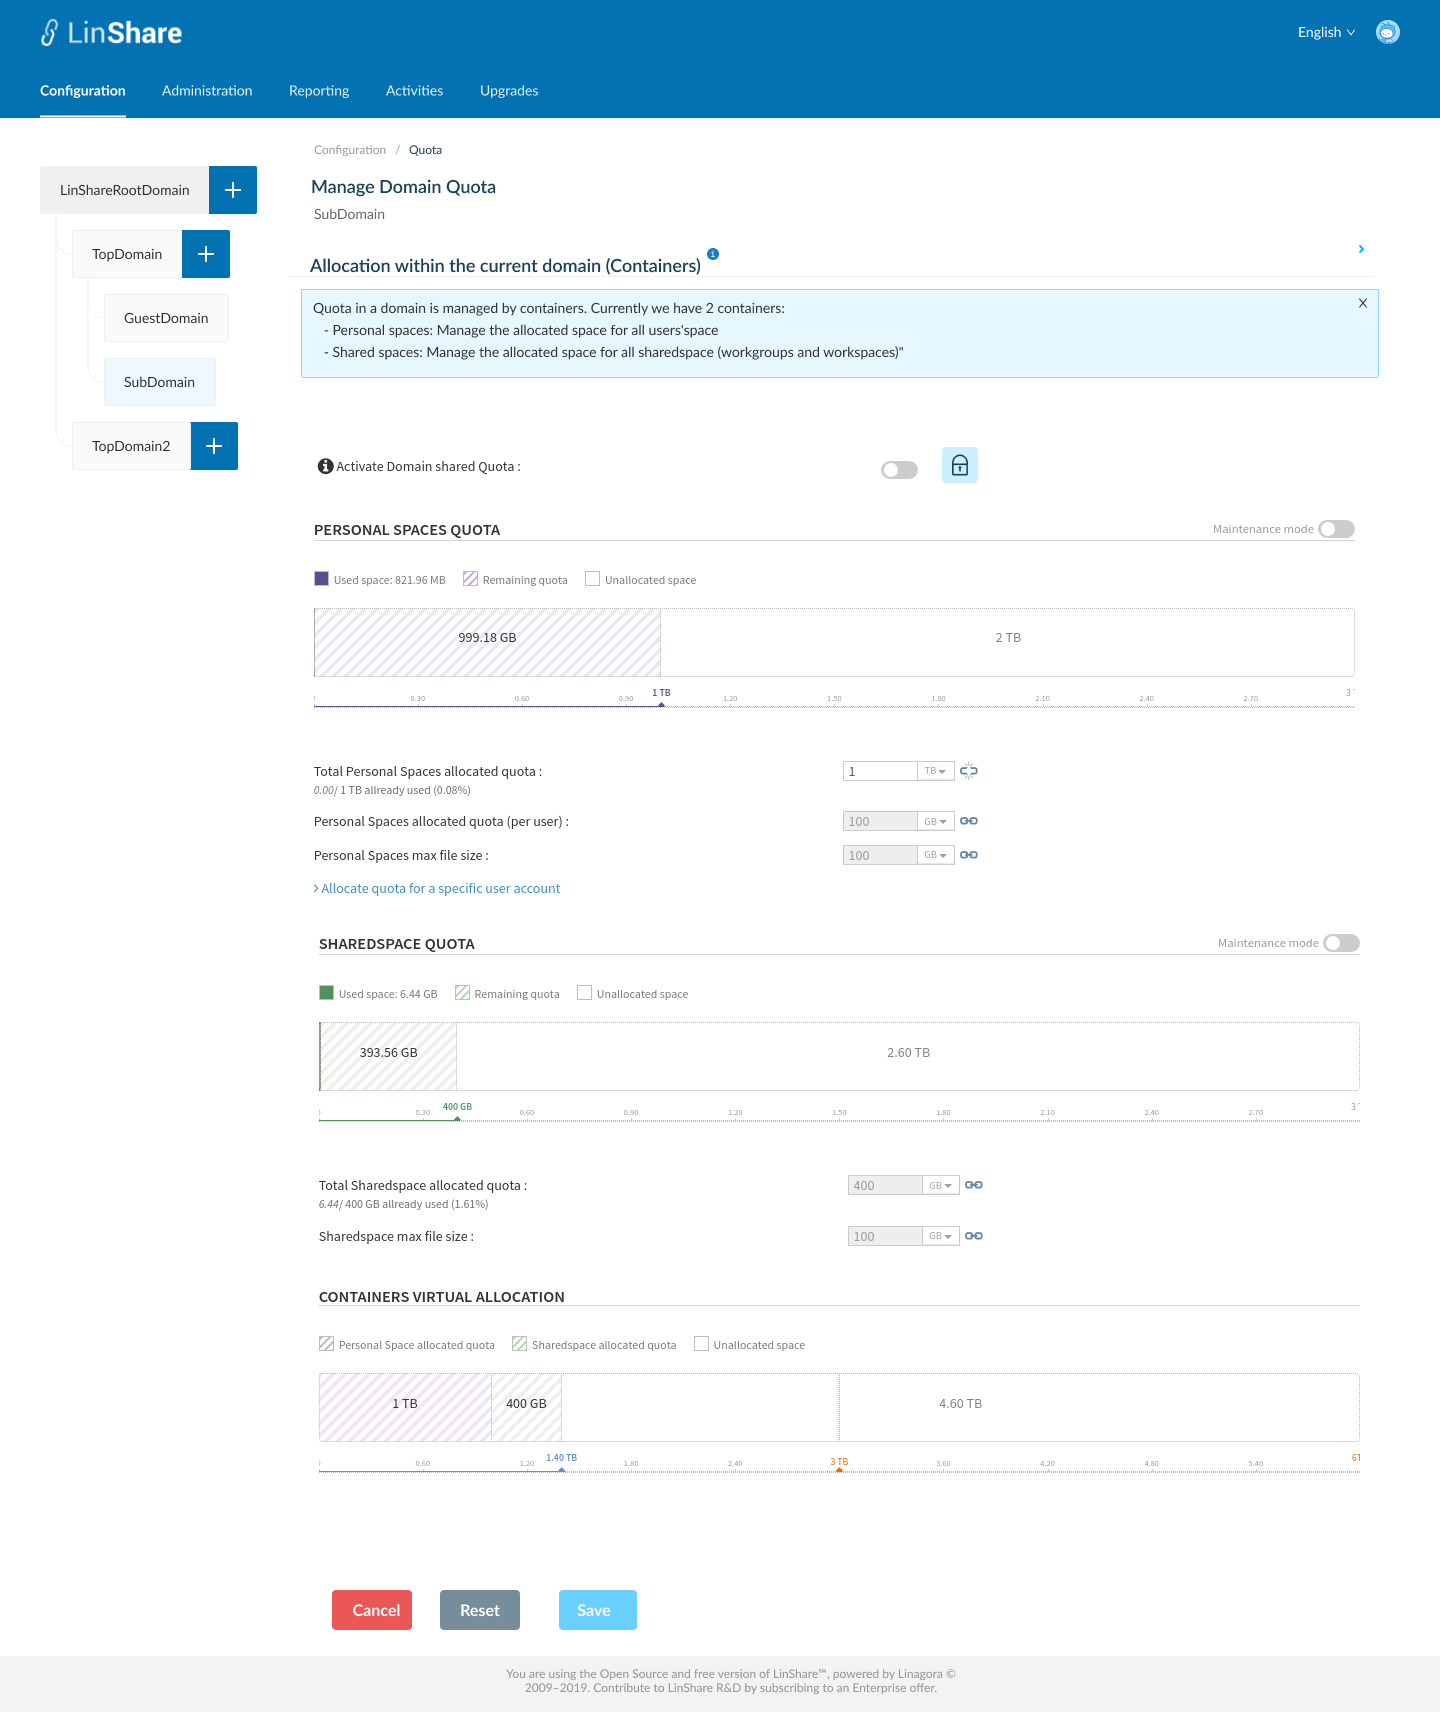 LinShare
English
Configuration Administration Reporting Activities Upgrades
Configuration / Quota
LinShareRootDomain
TopDomain
GuestDomain
SubDomain
TopDomain2
Manage Domain Quota
SubDomain
Allocation within the current domain (Containers)
Quota in a domain is managed by containers. Currently we have 2 containers:
- Personal spaces: Manage the allocated space for all users'space
- Shared spaces: Manage the allocated space for all sharedspace (workgroups and workspaces)"
X
Activate Domain shared Quota :
PERSONAL SPACES QUOTA Maintenance mode
Used space: 821.96 MB Remaining quota Unallocated space
999.18 GB 2 TB
0.30 0.60 0.90 1 TB 1.20 1.50 1.80 2.10 2.40 2.70 3
Total Personal Spaces allocated quota : 1 TB
0.00/ 1 TB allready used (0.08%)
Personal Spaces allocated quota (per user) : 100 GB
Personal Spaces max file size : 100 GB
> Allocate quota for a specific user account
SHAREDSPACE QUOTA Maintenance mode
Used space: 6.44 GB Remaining quota Unallocated space
393.56 GB 2.60 TB
0.30 400 GB 0.60 0.90 1.20 1.50 1.80 2.10 2.40 2.70 3
Total Sharedspace allocated quota : 400 GB
6.44/ 400 GB allready used (1.61%)
Sharedspace max file size : 100 GB
CONTAINERS VIRTUAL ALLOCATION
Personal Space allocated quota Sharedspace allocated quota Unallocated space
1 TB 400 GB 4.60 TB
0.60 1.20 1.40 TB 1.80 2.40 3 TB 3.60 4.20 4.80 5.40 6T
Cancel Reset Save
You are using the Open Source and free version of LinShare™, powered by Linagora ©
2009–2019. Contribute to LinShare R&D by subscribing to an Enterprise offer.